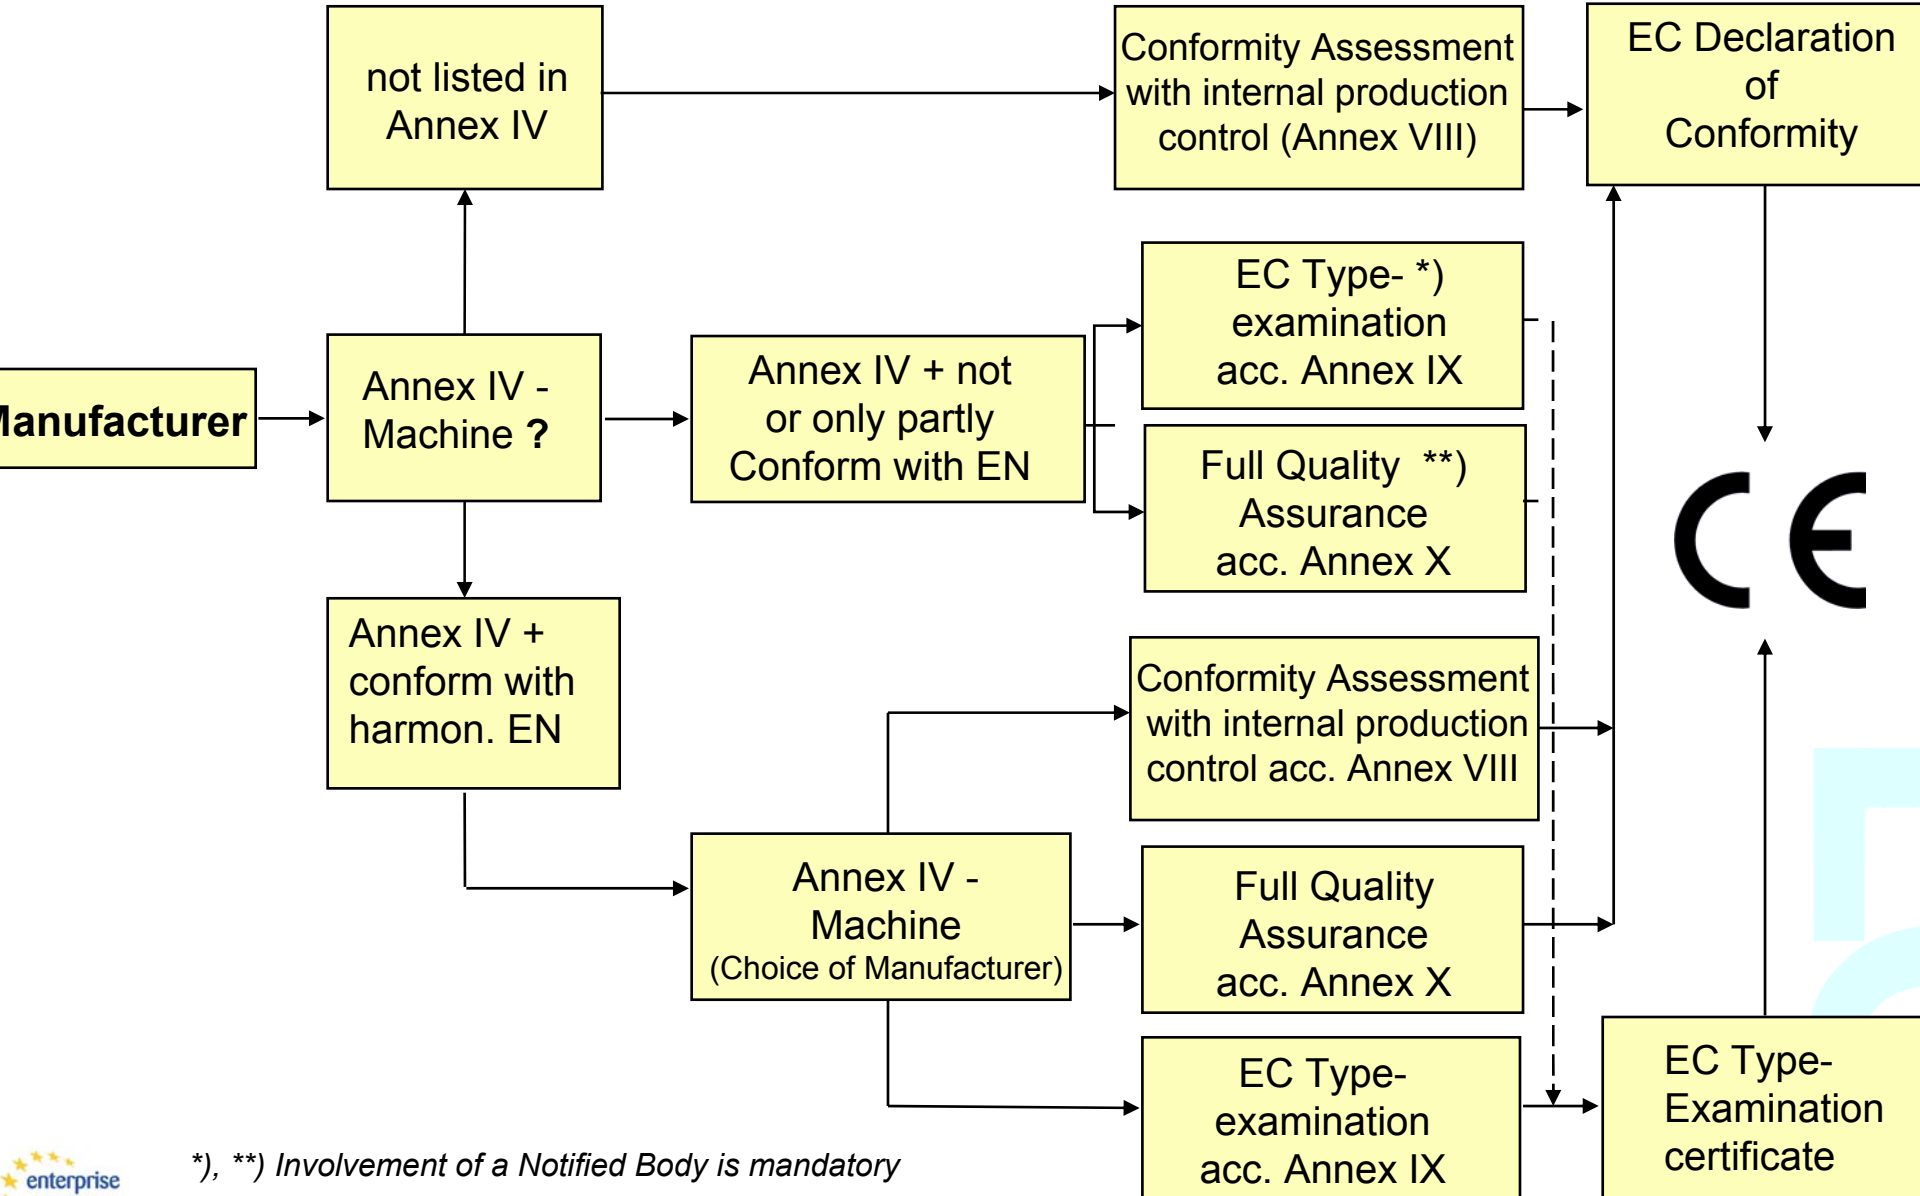 not listed in
Annex IV
Conformity Assessment
with internal production
control (Annex VIII)
EC Declaration
of
Conformity
Manufacturer
Annex IV -
Machine ?
Annex IV + not
or only partly
Conform with EN
EC Type- *)
examination
acc. Annex IX
Full Quality **)
Assurance
acc. Annex X
CE
Annex IV +
conform with
harmon. EN
Conformity Assessment
with internal production
control acc. Annex VIII
Annex IV -
Machine
(Choice of Manufacturer)
Full Quality
Assurance
acc. Annex X
EC Type-
examination
acc. Annex IX
EC Type-
Examination
certificate
enterprise
*), **) Involvement of a Notified Body is mandatory